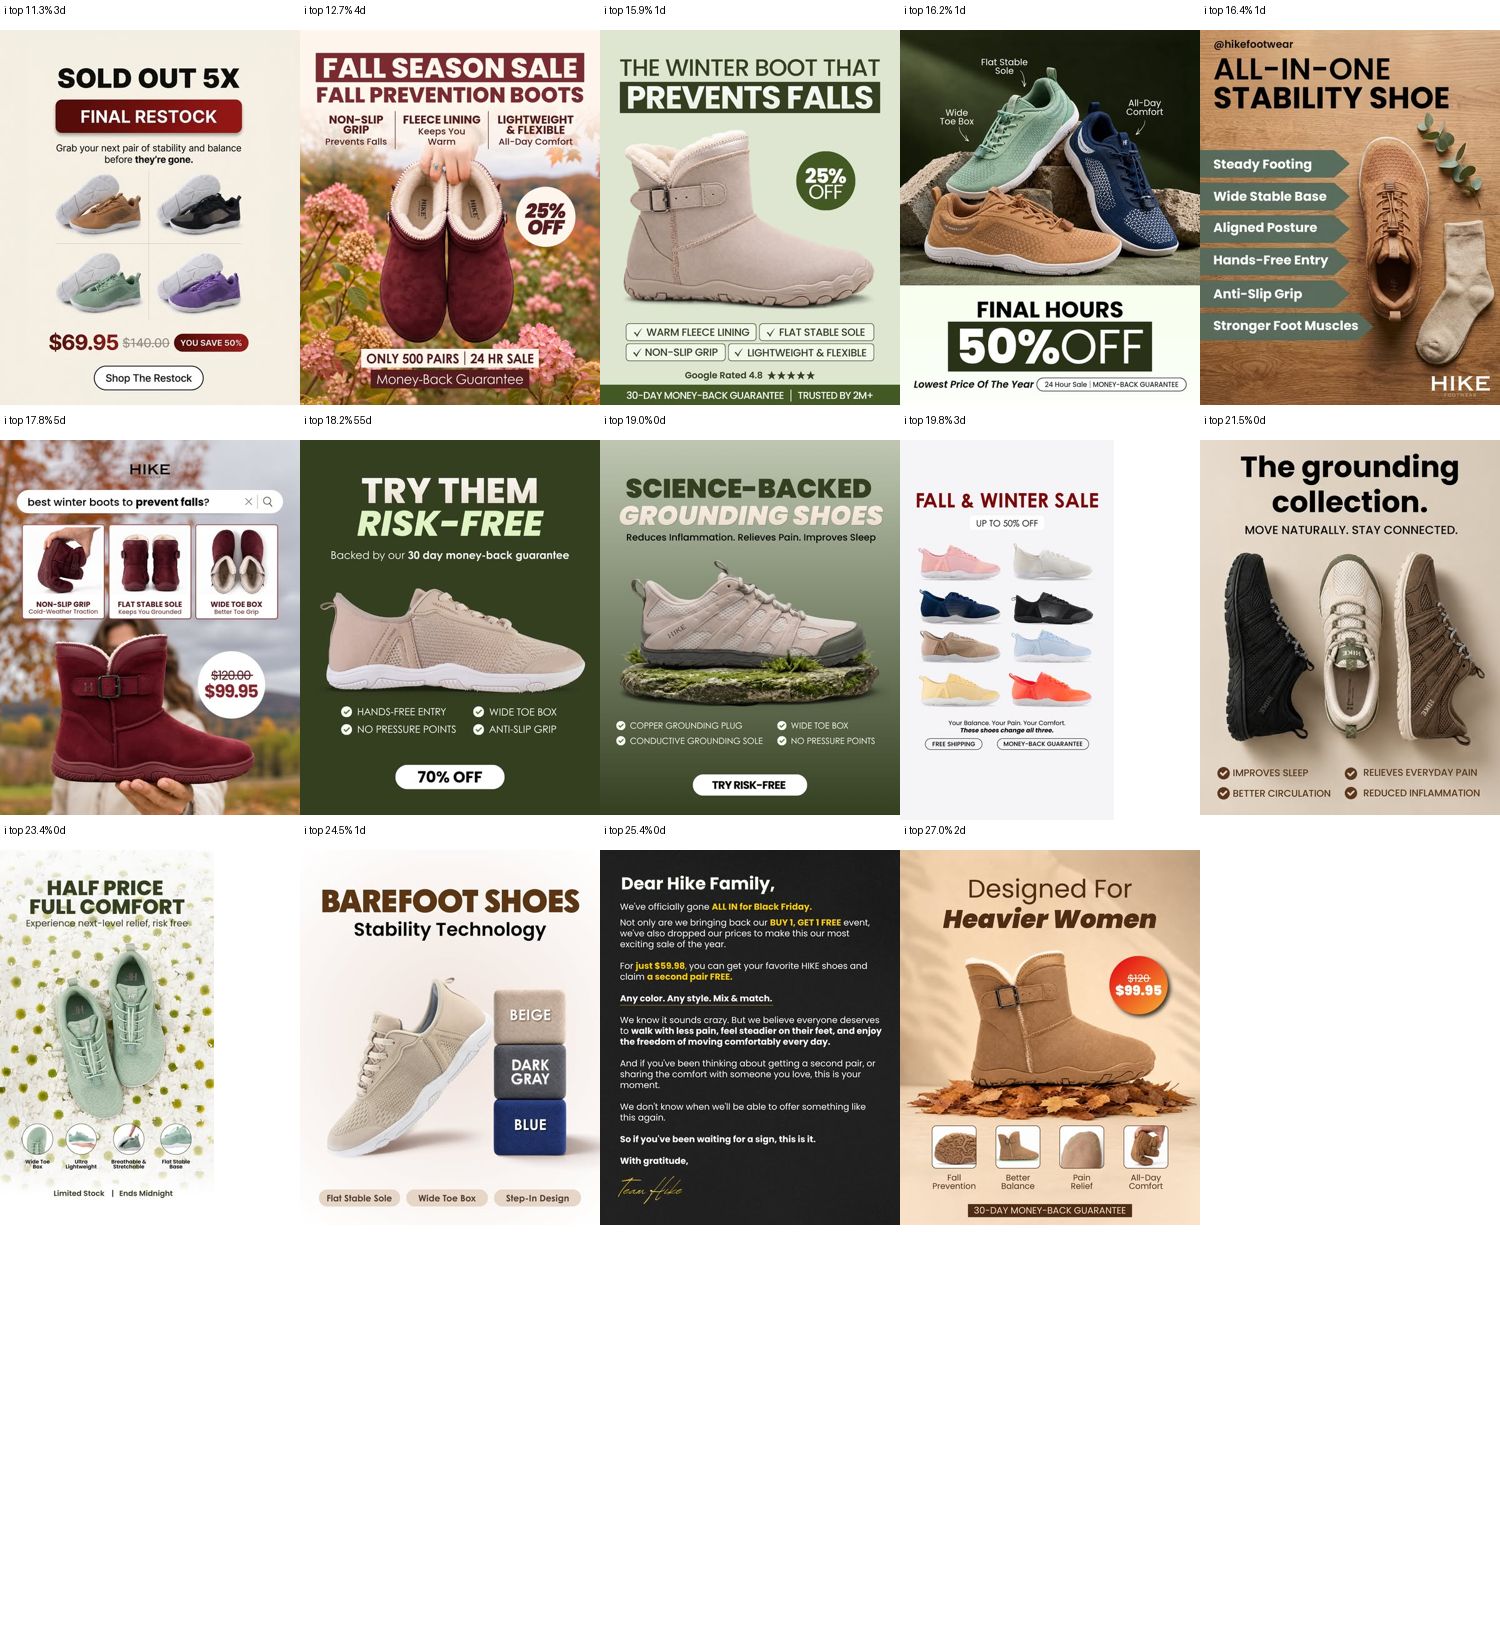 i top 11.3% 3d
SOLD OUT 5X
FINAL RESTOCK
Grab your next pair of stability and balance
before they're gone.
$69.95 $140.00 YOU SAVE 50%
Shop The Restock
i top 12.7% 4d
FALL SEASON SALE
FALL PREVENTION BOOTS
NON-SLIP
GRIP
Prevents Falls
FLEECE LINING
Keeps You
Warm
LIGHTWEIGHT
& FLEXIBLE
All-Day Comfort
HIKE
HIKE
25%
OFF
ONLY 500 PAIRS | 24 HR SALE
Money-Back Guarantee
i top 15.9% 1d
THE WINTER BOOT THAT
PREVENTS FALLS
25%
OFF
✓ WARM FLEECE LINING ✓ FLAT STABLE SOLE
✓ NON-SLIP GRIP ✓ LIGHTWEIGHT & FLEXIBLE
Google Rated 4.8 ★★★★★
30-DAY MONEY-BACK GUARANTEE | TRUSTED BY 2M+
i top 16.2% 1d
Flat Stable
Sole
Wide
Toe Box
All-Day
Comfort
FINAL HOURS
50% OFF
Lowest Price Of The Year 24 Hour Sale | MONEY-BACK GUARANTEE
i top 16.4% 1d
@hikefootwear
ALL-IN-ONE
STABILITY SHOE
Steady Footing
Wide Stable Base
Aligned Posture
Hands-Free Entry
Anti-Slip Grip
Stronger Foot Muscles
HIKE
FOOTWEAR
i top 17.8% 5d
HIKE
best winter boots to prevent falls?
NON-SLIP GRIP
Cold-Weather Traction
FLAT STABLE SOLE
Keeps You Grounded
WIDE TOE BOX
Better Toe Grip
$120.00
$99.95
i top 18.2% 55d
TRY THEM
RISK-FREE
Backed by our 30 day money-back guarantee
HANDS-FREE ENTRY WIDE TOE BOX
NO PRESSURE POINTS ANTI-SLIP GRIP
70% OFF
i top 19.0% 0d
SCIENCE-BACKED
GROUNDING SHOES
Reduces Inflammation. Relieves Pain. Improves Sleep
HIKE
COPPER GROUNDING PLUG WIDE TOE BOX
CONDUCTIVE GROUNDING SOLE NO PRESSURE POINTS
TRY RISK-FREE
i top 19.8% 3d
FALL & WINTER SALE
UP TO 50% OFF
Your Balance. Your Pain. Your Comfort.
These shoes change all three.
FREE SHIPPING MONEY-BACK GUARANTEE
i top 21.5% 0d
The grounding
collection.
MOVE NATURALLY. STAY CONNECTED.
HIKE
HIKE
HIKE
IMPROVES SLEEP RELIEVES EVERYDAY PAIN
BETTER CIRCULATION REDUCED INFLAMMATION
i top 23.4% 0d
HALF PRICE
FULL COMFORT
Experience next-level relief, risk free
Wide Toe
Box
Ultra
Lightweight
Breathable &
Stretchable
Flat Stable
Base
Limited Stock | Ends Midnight
i top 24.5% 1d
BAREFOOT SHOES
Stability Technology
BEIGE
DARK
GRAY
BLUE
Flat Stable Sole Wide Toe Box Step-In Design
i top 25.4% 0d
Dear Hike Family,
We've officially gone ALL IN for Black Friday.
Not only are we bringing back our BUY 1, GET 1 FREE event,
we've also dropped our prices to make this our most
exciting sale of the year.
For just $59.98, you can get your favorite HIKE shoes and
claim a second pair FREE.
Any color. Any style. Mix & match.
We know it sounds crazy. But we believe everyone deserves
to walk with less pain, feel steadier on their feet, and enjoy
the freedom of moving comfortably every day.
And if you've been thinking about getting a second pair, or
sharing the comfort with someone you love, this is your
moment.
We don't know when we'll be able to offer something like
this again.
So if you've been waiting for a sign, this is it.
With gratitude,
Team Hike
i top 27.0% 2d
Designed For
Heavier Women
$120
$99.95
Fall
Prevention
Better
Balance
Pain
Relief
All-Day
Comfort
30-DAY MONEY-BACK GUARANTEE